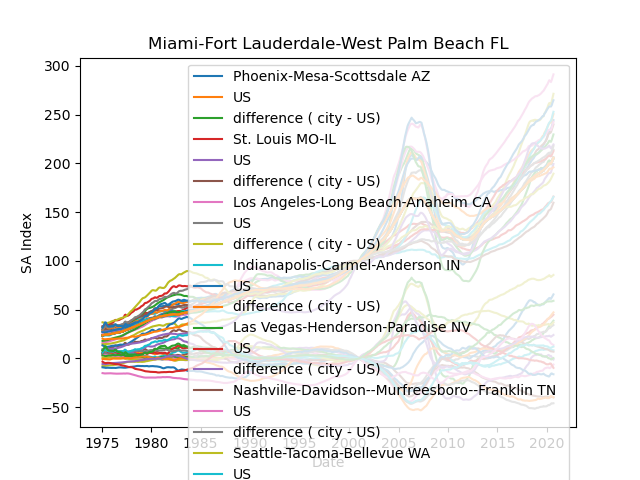 Miami-Fort Lauderdale-West Palm Beach FL
300
250
200
150
100
50
0
−50
SA Index
Phoenix-Mesa-Scottsdale AZ
US
difference ( city - US)
St. Louis MO-IL
US
difference ( city - US)
Los Angeles-Long Beach-Anaheim CA
US
difference ( city - US)
Indianapolis-Carmel-Anderson IN
US
difference ( city - US)
Las Vegas-Henderson-Paradise NV
US
difference ( city - US)
Nashville-Davidson--Murfreesboro--Franklin TN
US
difference ( city - US)
Seattle-Tacoma-Bellevue WA
US
1975 1980 1985 1990 1995 2000 2005 2010 2015 2020
Date